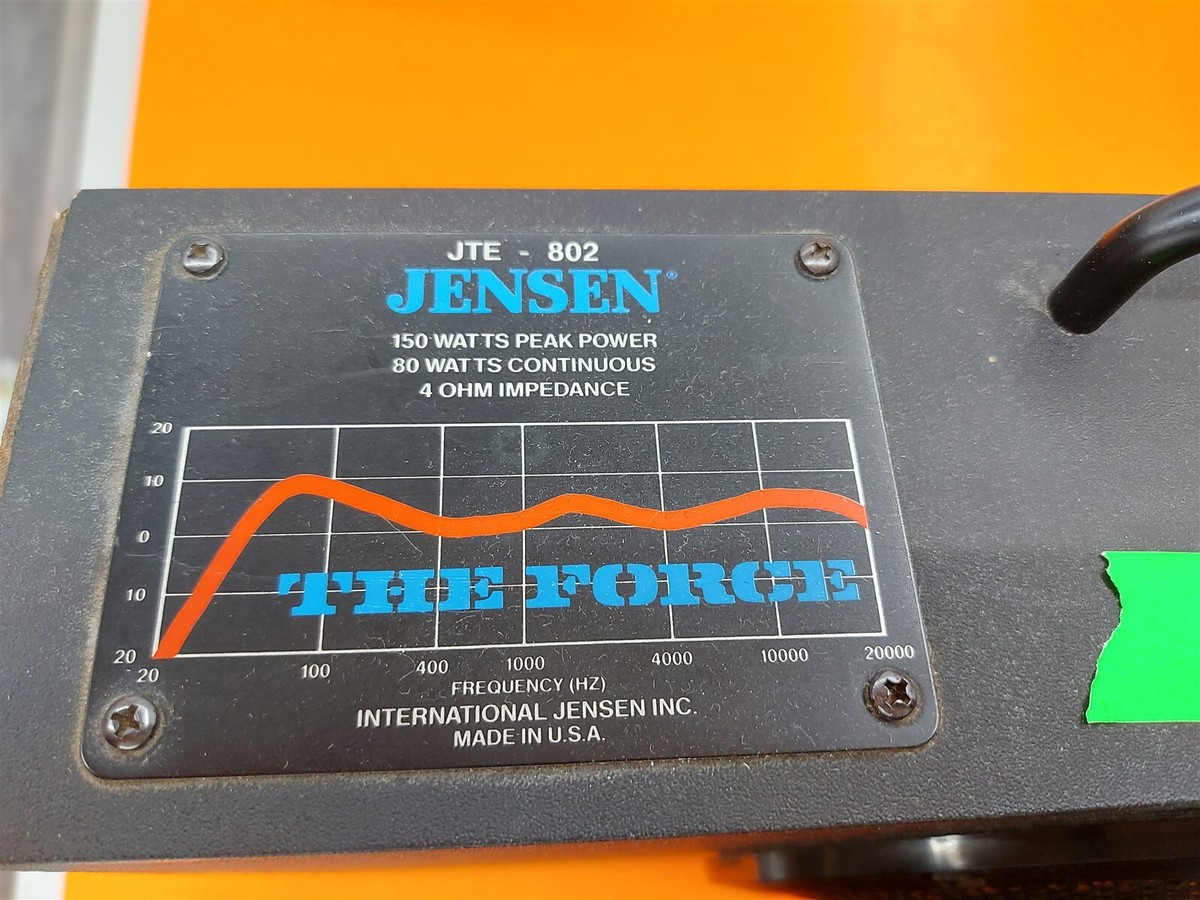 JTE - 802
JENSEN®
150 WATTS PEAK POWER
80 WATTS CONTINUOUS
4 OHM IMPEDANCE
20
10
0
10
20
THE FORCE
20 100 400 1000 4000 10000 20000
FREQUENCY (HZ)
INTERNATIONAL JENSEN INC.
MADE IN U.S.A.